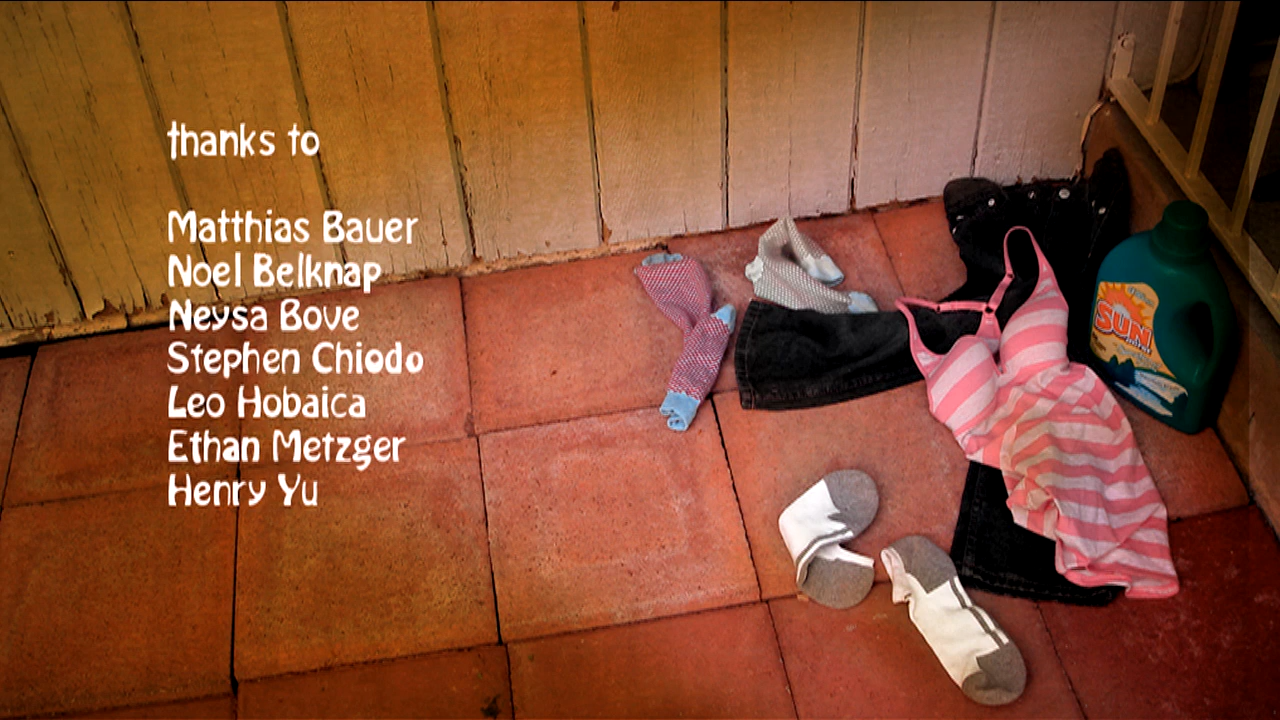 thanks to
Matthias Bauer
Noel Belknap
Neysa Bove
Stephen Chiodo
Leo Hobaica
Ethan Metzger
Henry Yu
SUN